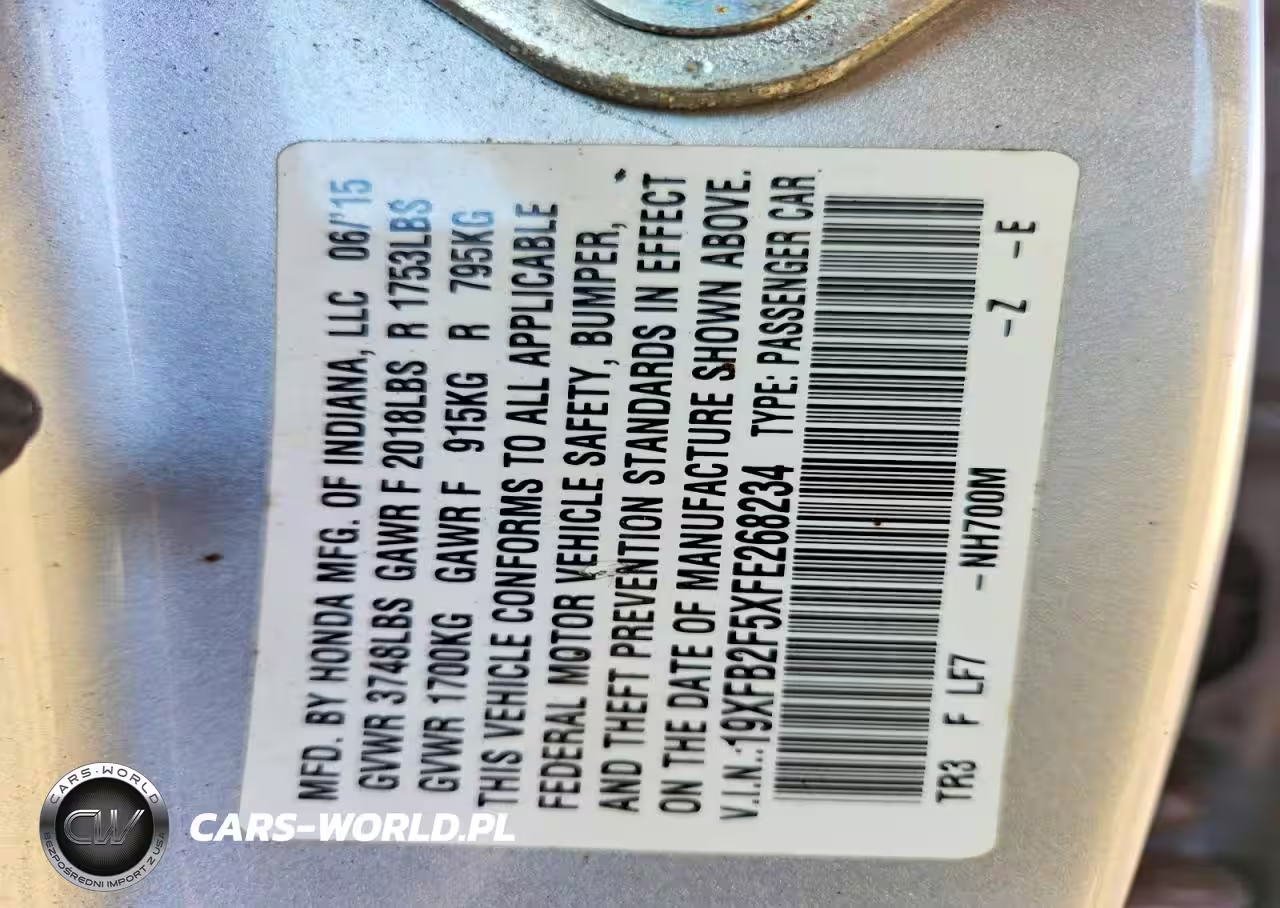 MFD. BY HONDA MFG. OF INDIANA, LLC 06/'15
GVWR 3748LBS GAWR F 2018LBS R 1753LBS
GVWR 1700KG GAWR F 915KG R 795KG
THIS VEHICLE CONFORMS TO ALL APPLICABLE
FEDERAL MOTOR VEHICLE SAFETY, BUMPER,
AND THEFT PREVENTION STANDARDS IN EFFECT
ON THE DATE OF MANUFACTURE SHOWN ABOVE.
V.I.N.:19XFB2F5XFE268234 TYPE: PASSENGER CAR
TR3 F LF7 -NH700M -Z -E
CARS-WORLD
CW
BEZPOŚREDNI IMPORT Z USA
CARS-WORLD.PL